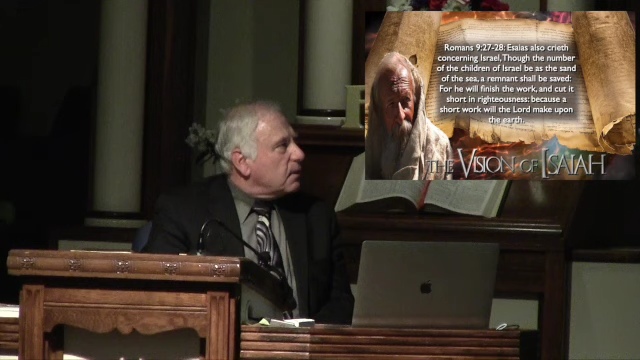 Romans 9:27-28: Esaias also crieth
concerning Israel, Though the number
of the children of Israel be as the sand
of the sea, a remnant shall be saved:
For he will finish the work, and cut it
short in righteousness: because a
short work will the Lord make upon
the earth.
THE VISION OF ISAIAH